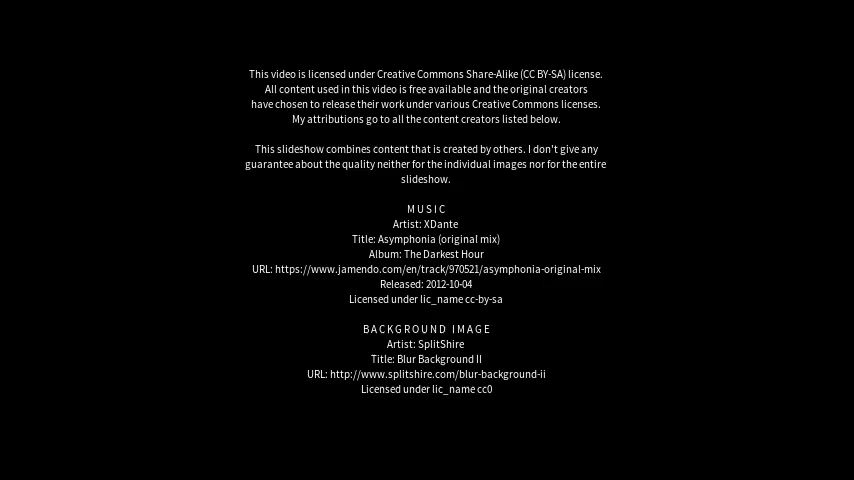 This video is licensed under Creative Commons Share-Alike (CC BY-SA) license.
All content used in this video is free available and the original creators
have chosen to release their work under various Creative Commons licenses.
My attributions go to all the content creators listed below.
This slideshow combines content that is created by others. I don't give any
guarantee about the quality neither for the individual images nor for the entire
slideshow.
MUSIC
Artist: XDante
Title: Asymphonia (original mix)
Album: The Darkest Hour
URL: https://www.jamendo.com/en/track/970521/asymphonia-original-mix
Released: 2012-10-04
Licensed under lic_name cc-by-sa
BACKGROUND IMAGE
Artist: SplitShire
Title: Blur Background II
URL: http://www.splitshire.com/blur-background-ii
Licensed under lic_name cc0